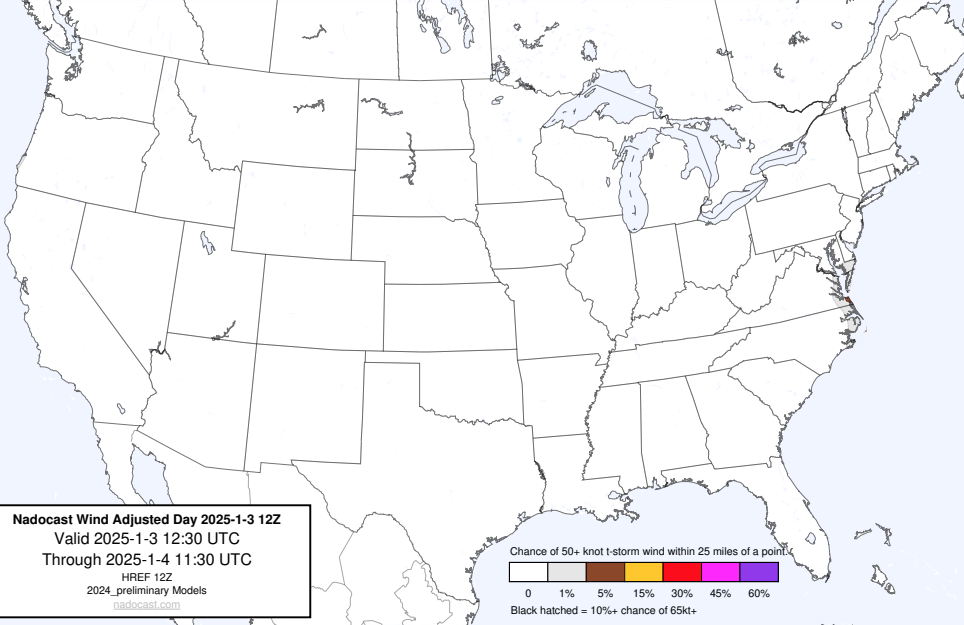 Nadocast Wind Adjusted Day 2025-1-3 12Z
Valid 2025-1-3 12:30 UTC
Through 2025-1-4 11:30 UTC
HREF 12Z
2024_preliminary Models
nadocast.com
Chance of 50+ knot t-storm wind within 25 miles of a point.
0 1% 5% 15% 30% 45% 60%
Black hatched = 10%+ chance of 65kt+